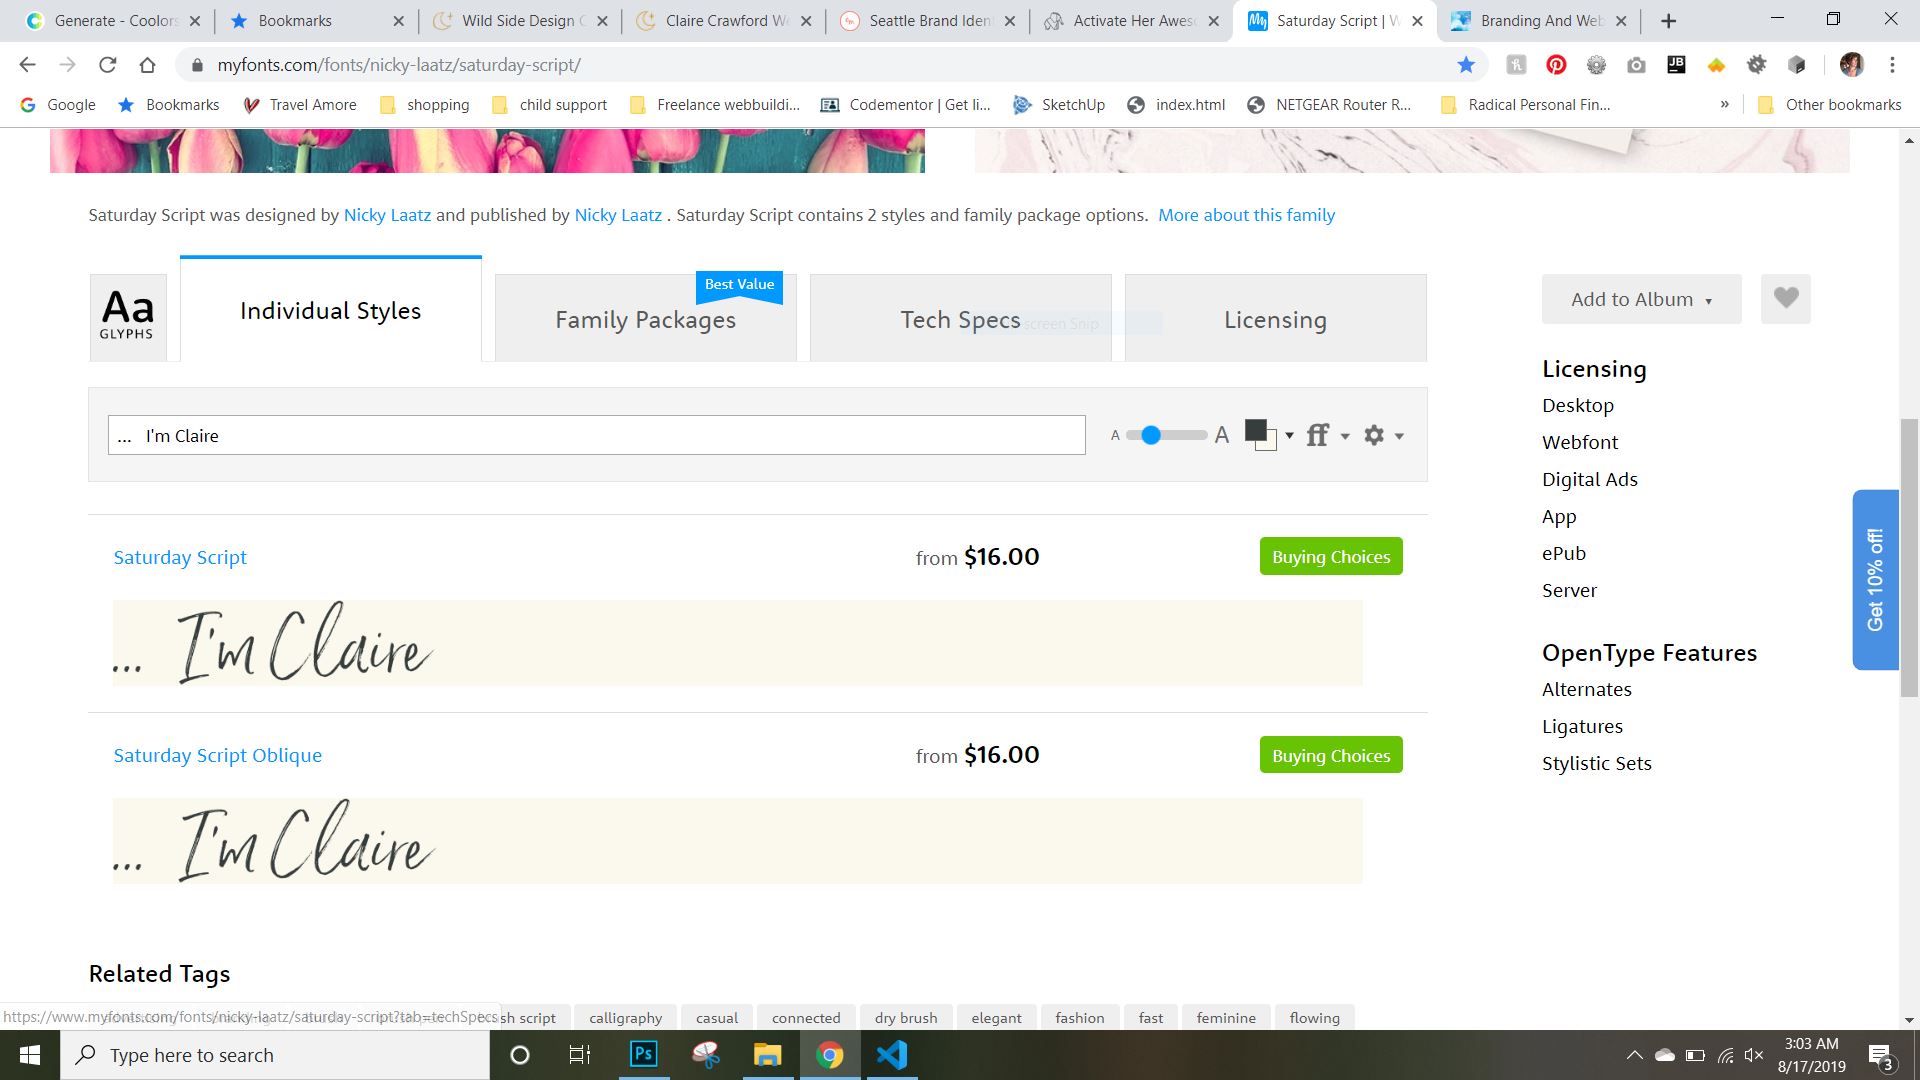 Generate - Coolors
Bookmarks
Wild Side Design C
Claire Crawford We
Seattle Brand Iden
Activate Her Awes
Saturday Script | W
Branding And Web
myfonts.com/fonts/nicky-laatz/saturday-script/
Google
Bookmarks
Travel Amore
shopping
child support
Freelance webbuildi...
Codementor | Get li...
SketchUp
index.html
NETGEAR Router R...
Radical Personal Fin...
»
Other bookmarks
Saturday Script was designed by Nicky Laatz and published by Nicky Laatz . Saturday Script contains 2 styles and family package options. More about this family
Aa
GLYPHS
Individual Styles
Best Value
Family Packages
Tech Specs
screen Snip
Licensing
Add to Album
... I'm Claire
A A
ff
Licensing
Desktop
Webfont
Digital Ads
App
ePub
Server
Get 10% off!
Saturday Script
from $16.00
Buying Choices
... I'm Claire
OpenType Features
Alternates
Ligatures
Stylistic Sets
Saturday Script Oblique
from $16.00
Buying Choices
... I'm Claire
Related Tags
https://www.myfonts.com/fonts/nicky-laatz/saturday-script?tab=techSpecs
sh script
calligraphy
casual
connected
dry brush
elegant
fashion
fast
feminine
flowing
Type here to search
Ps
3:03 AM
8/17/2019
3